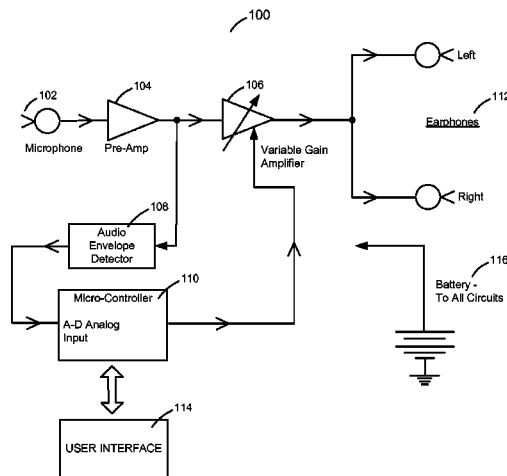 100
102
104
106
Left
112
Earphones
Microphone
Pre-Amp
Variable Gain
Amplifier
Right
108
Audio
Envelope
Detector
110
116
Battery -
To All Circuits
Micro-Controller
A-D Analog
Input
114
USER INTERFACE